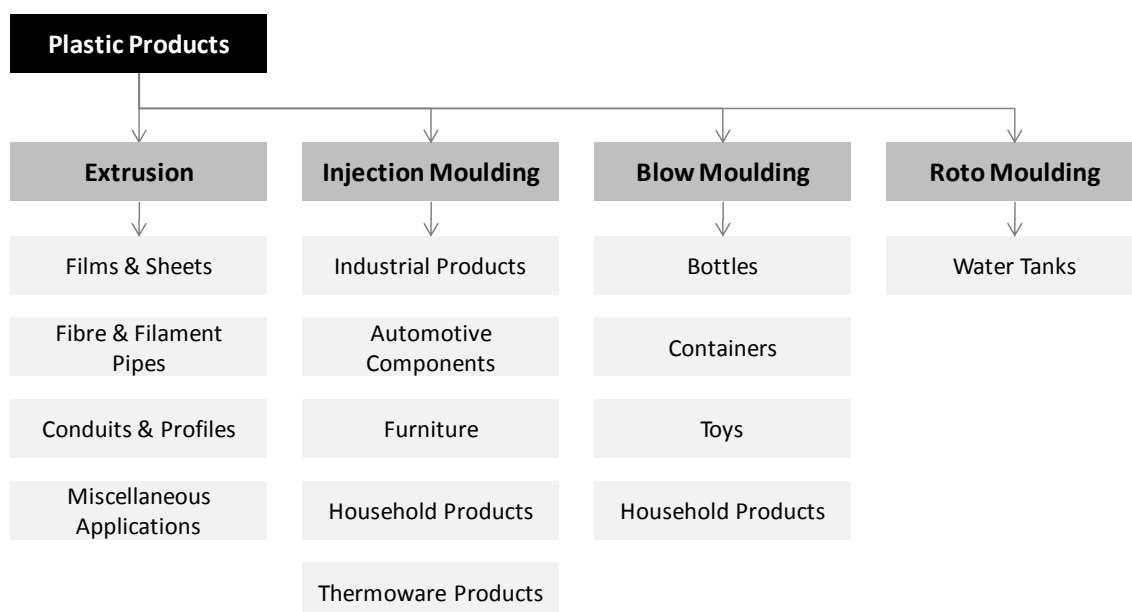 Plastic Products
Extrusion
Injection Moulding
Blow Moulding
Roto Moulding
Films & Sheets
Industrial Products
Bottles
Water Tanks
Fibre & Filament
Pipes
Automotive
Components
Containers
Conduits & Profiles
Furniture
Toys
Miscellaneous
Applications
Household Products
Household Products
Thermoware Products